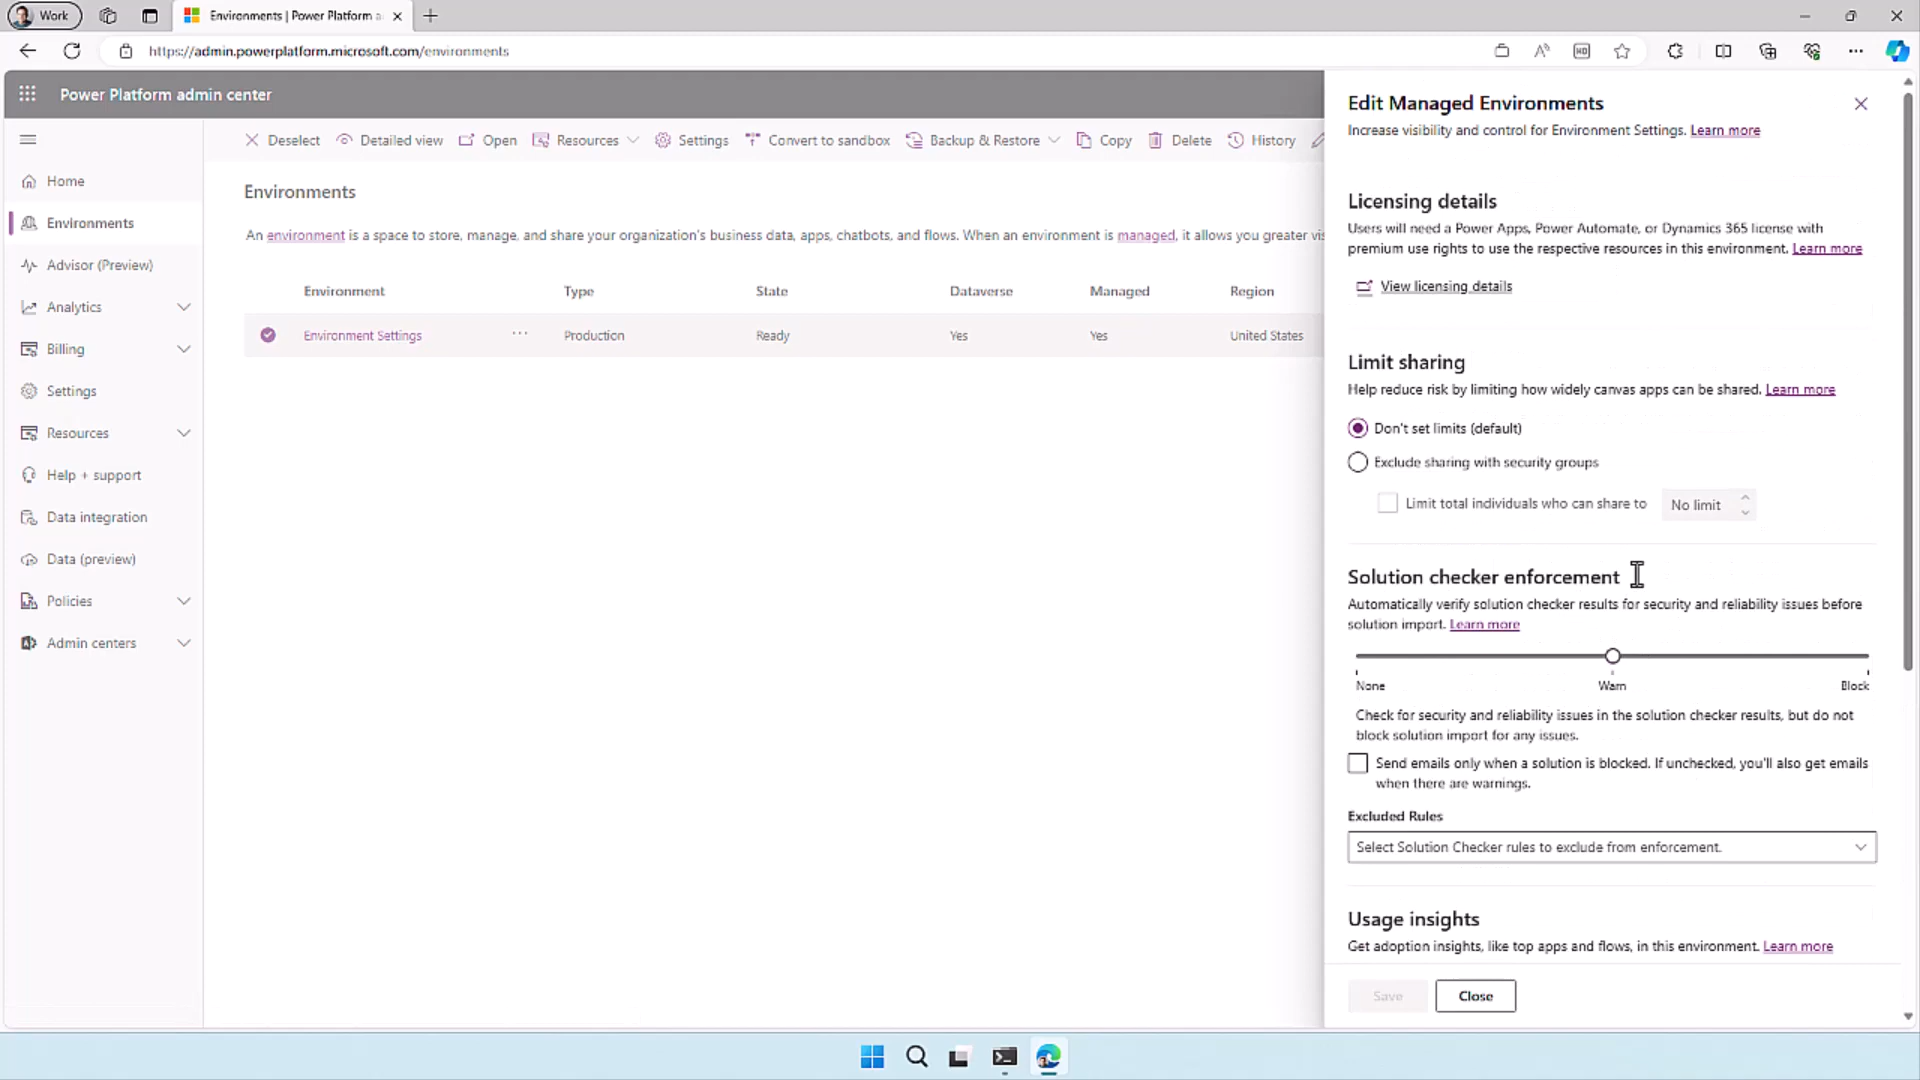 Work
Environments | Power Platform a
https://admin.powerplatform.microsoft.com/environments
HD
Power Platform admin center
Home
Environments
Advisor (Preview)
Analytics
Billing
Settings
Resources
Help + support
Data integration
Data (preview)
Policies
Admin centers
Deselect
Detailed view
Open
Resources
Settings
Convert to sandbox
Backup & Restore
Copy
Delete
History
Environments
An environment is a space to store, manage, and share your organization's business data, apps, chatbots, and flows. When an environment is managed, it allows you greater vis
Environment Type State Dataverse Managed Region
Environment Settings ... Production Ready Yes Yes United States
Edit Managed Environments
Increase visibility and control for Environment Settings. Learn more
Licensing details
Users will need a Power Apps, Power Automate, or Dynamics 365 license with
premium use rights to use the respective resources in this environment. Learn more
View licensing details
Limit sharing
Help reduce risk by limiting how widely canvas apps can be shared. Learn more
Don't set limits (default)
Exclude sharing with security groups
Limit total individuals who can share to No limit
Solution checker enforcement
Automatically verify solution checker results for security and reliability issues before
solution import. Learn more
None Warn Block
Check for security and reliability issues in the solution checker results, but do not
block solution import for any issues.
Send emails only when a solution is blocked. If unchecked, you'll also get emails
when there are warnings.
Excluded Rules
Select Solution Checker rules to exclude from enforcement.
Usage insights
Get adoption insights, like top apps and flows, in this environment. Learn more
Save Close